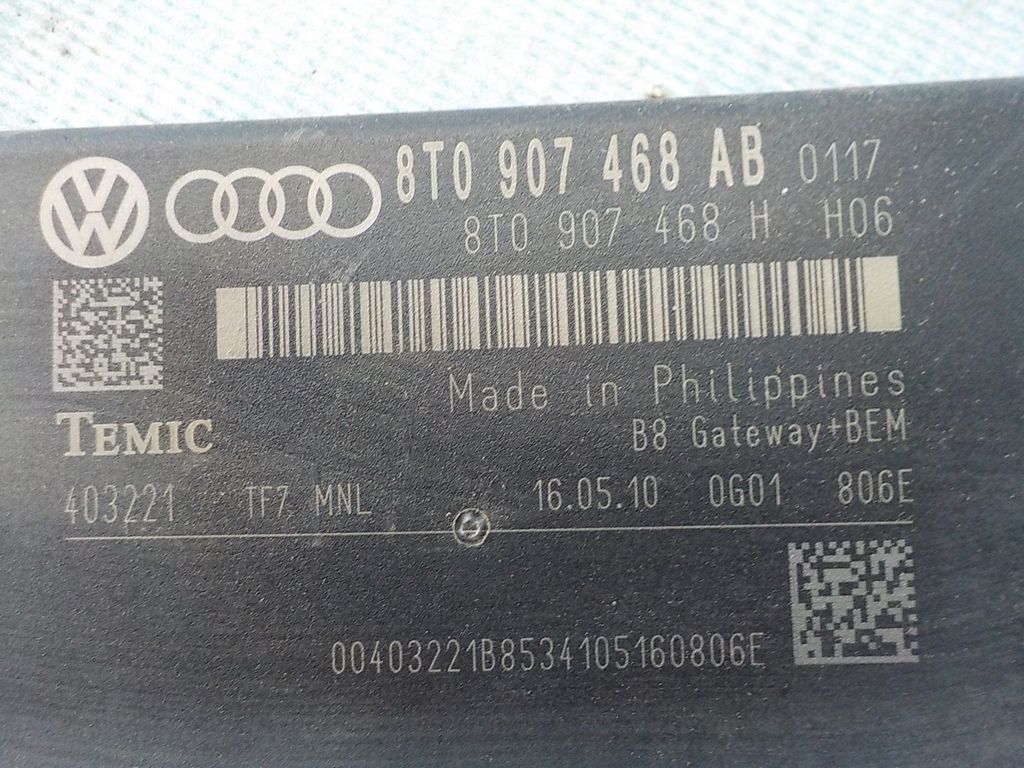 8T0 907 468 AB 0117
8T0 907 468 H H06
Made in Philippines
B8 Gateway+BEM
TEMIC
403221 TF7 MNL 16.05.10 0G01 806E
00403221B8534105160806E